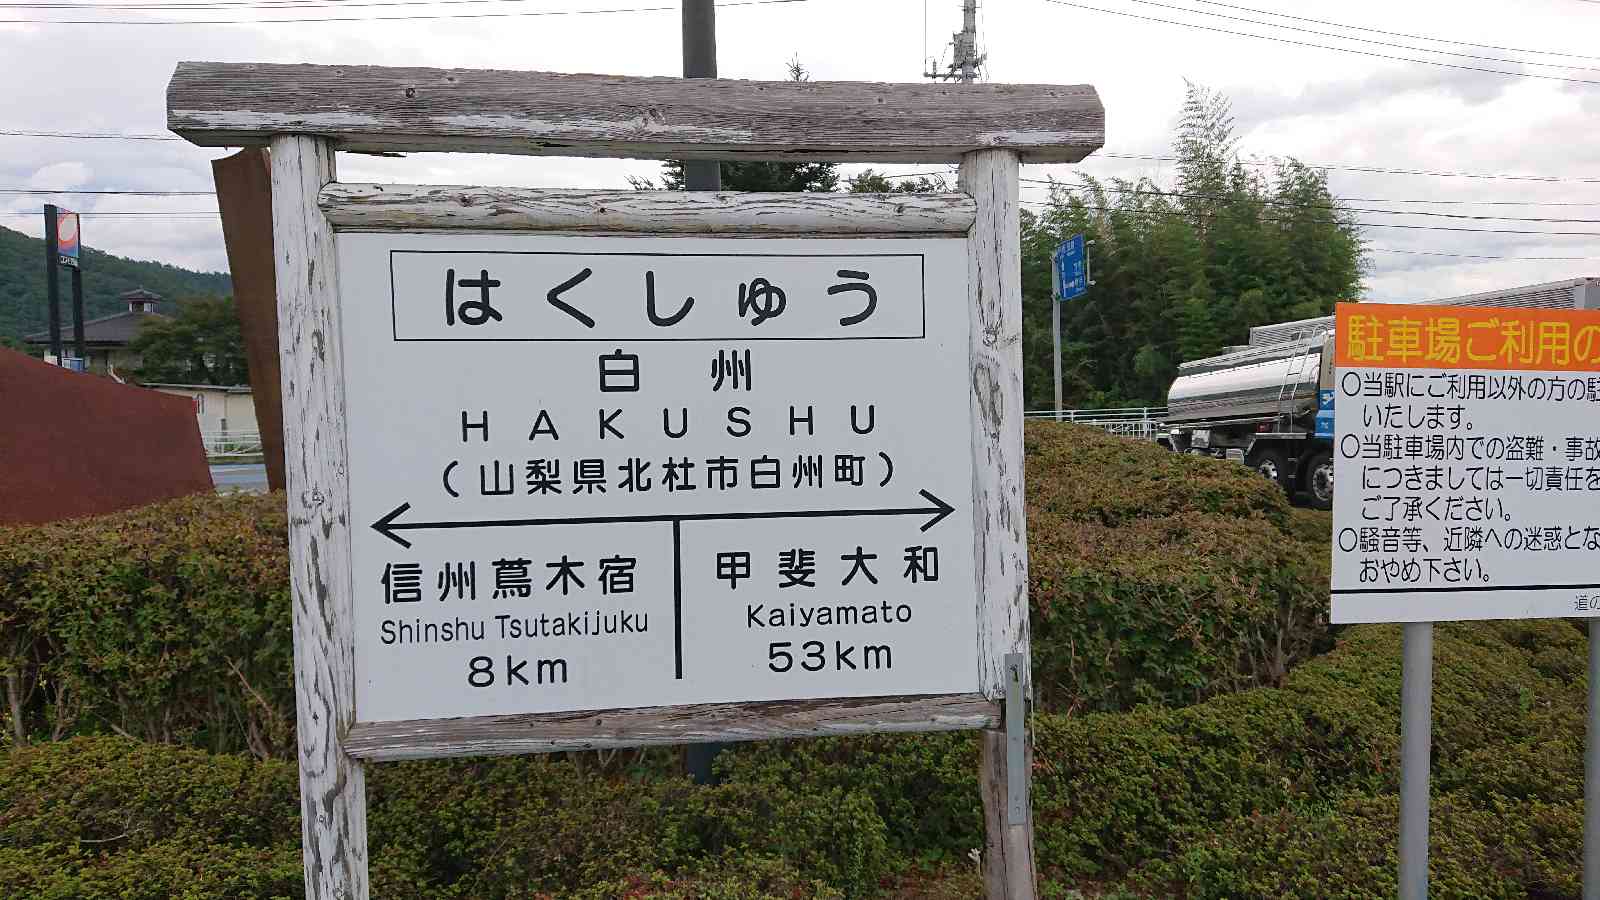 はくしゅう
白州
HAKUSHU
(山梨県北杜市白州町)
信州蔦木宿
Shinshu Tsutakijuku
8km
甲斐大和
Kaiyamato
53km
駐車場ご利用の
○当駅にご利用以外の方の駐
いたします。
○当駐車場内での盗難・事故
につきましては一切責任を
ご了承ください。
○騒音等、近隣への迷惑とな
おやめ下さい。
道の